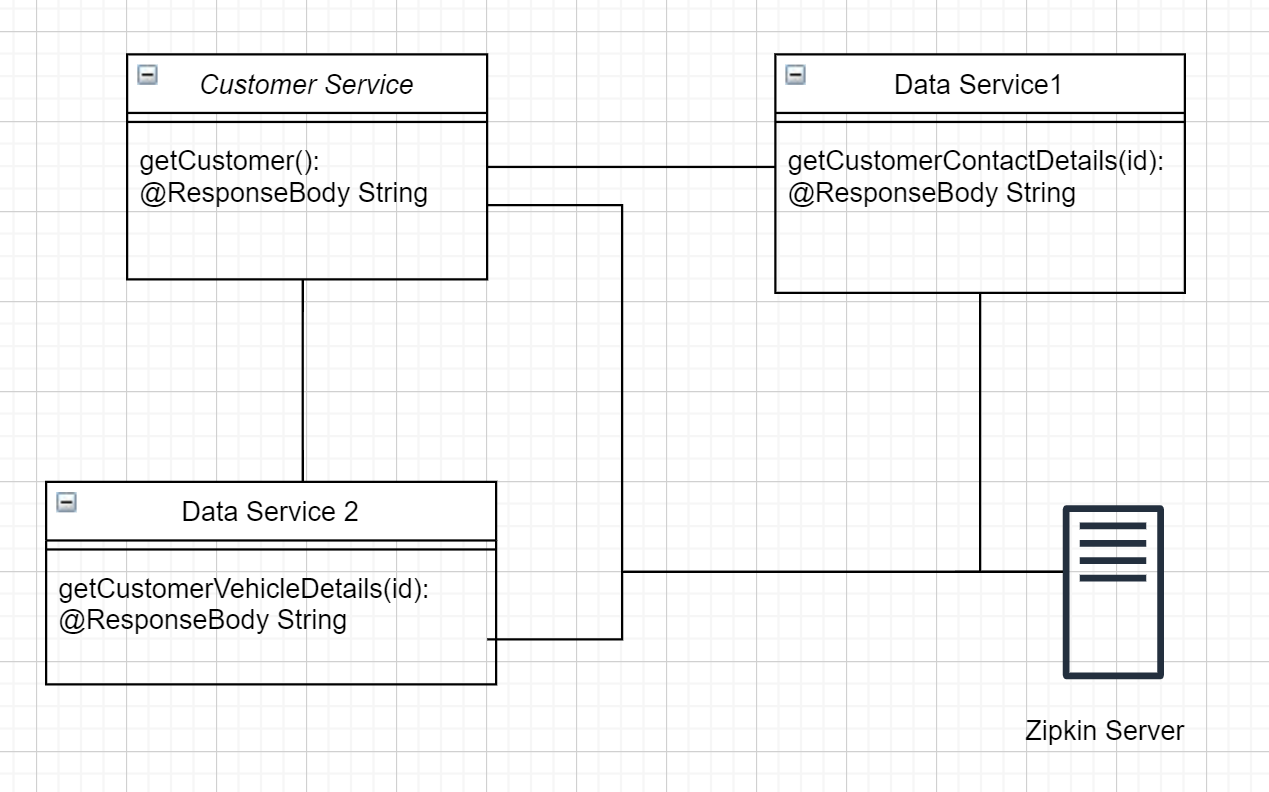 Customer Service
getCustomer():
@ResponseBody String
Data Service1
getCustomerContactDetails(id):
@ResponseBody String
Data Service 2
getCustomerVehicleDetails(id):
@ResponseBody String
Zipkin Server